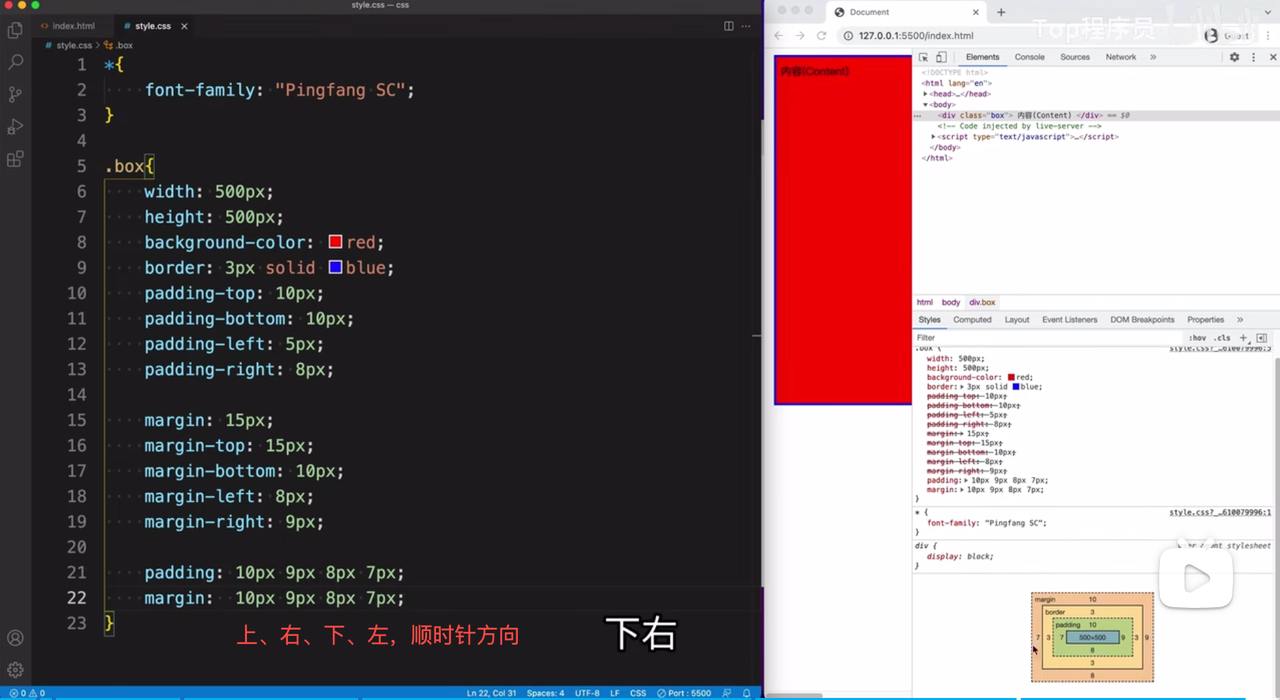 style.css — css
index.html
style.css
style.css > .box
1 *{
2 font-family: "Pingfang SC";
3 }
4
5 .box{
6 width: 500px;
7 height: 500px;
8 background-color: red;
9 border: 3px solid blue;
10 padding-top: 10px;
11 padding-bottom: 10px;
12 padding-left: 5px;
13 padding-right: 8px;
14
15 margin: 15px;
16 margin-top: 15px;
17 margin-bottom: 10px;
18 margin-left: 8px;
19 margin-right: 9px;
20
21 padding: 10px 9px 8px 7px;
22 margin: 10px 9px 8px 7px;
23 }
上、右、下、左，顺时针方向
下右
0 0
Ln 22, Col 31 Spaces: 4 UTF-8 LF CSS Port : 5500
Document
Top程序员
127.0.0.1:5500/index.html
Guest
内容(Content)
Elements Console Sources Network »
<!DOCTYPE html>
<html lang="en">
<head>…</head>
<body>
<div class="box"> 内容(Content) </div> == $0
<!-- Code injected by live-server -->
<script type="text/javascript">…</script>
</body>
</html>
html body div.box
Styles Computed Layout Event Listeners DOM Breakpoints Properties »
Filter :hov .cls +
.box { style.css?_…610079996:5
width: 500px;
height: 500px;
background-color: red;
border: 3px solid blue;
padding-top: 10px;
padding-bottom: 10px;
padding-left: 5px;
padding-right: 8px;
margin: 15px;
margin-top: 15px;
margin-bottom: 10px;
margin-left: 8px;
margin-right: 9px;
padding: 10px 9px 8px 7px;
margin: 10px 9px 8px 7px;
}
* { style.css?_…610079996:1
font-family: "Pingfang SC";
}
div { stylesheet
display: block;
}
margin 10
border 3
padding 10
7 3 7 500×500 9 3 9
8
3
8